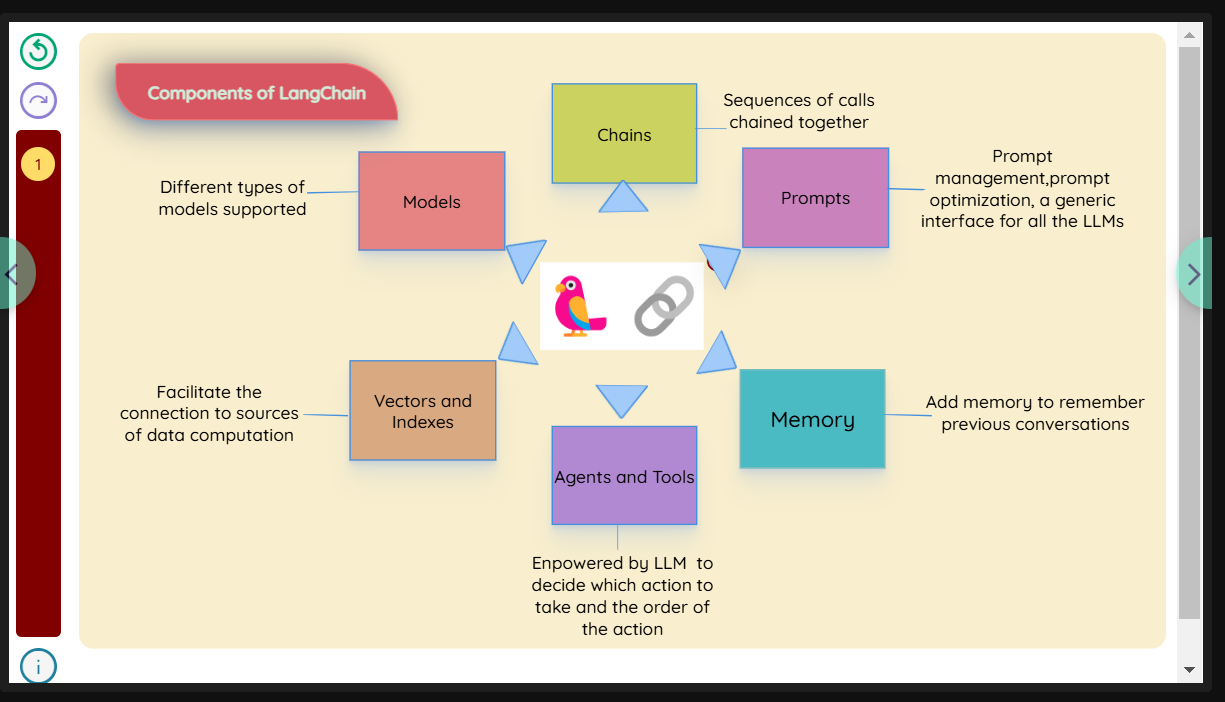 Components of LangChain
1
Chains
Sequences of calls
chained together
Models
Different types of
models supported
Prompts
Prompt
management,prompt
optimization, a generic
interface for all the LLMs
Vectors and
Indexes
Facilitate the
connection to sources
of data computation
Memory
Add memory to remember
previous conversations
Agents and Tools
Enpowered by LLM  to
decide which action to
take and the order of
the action
i